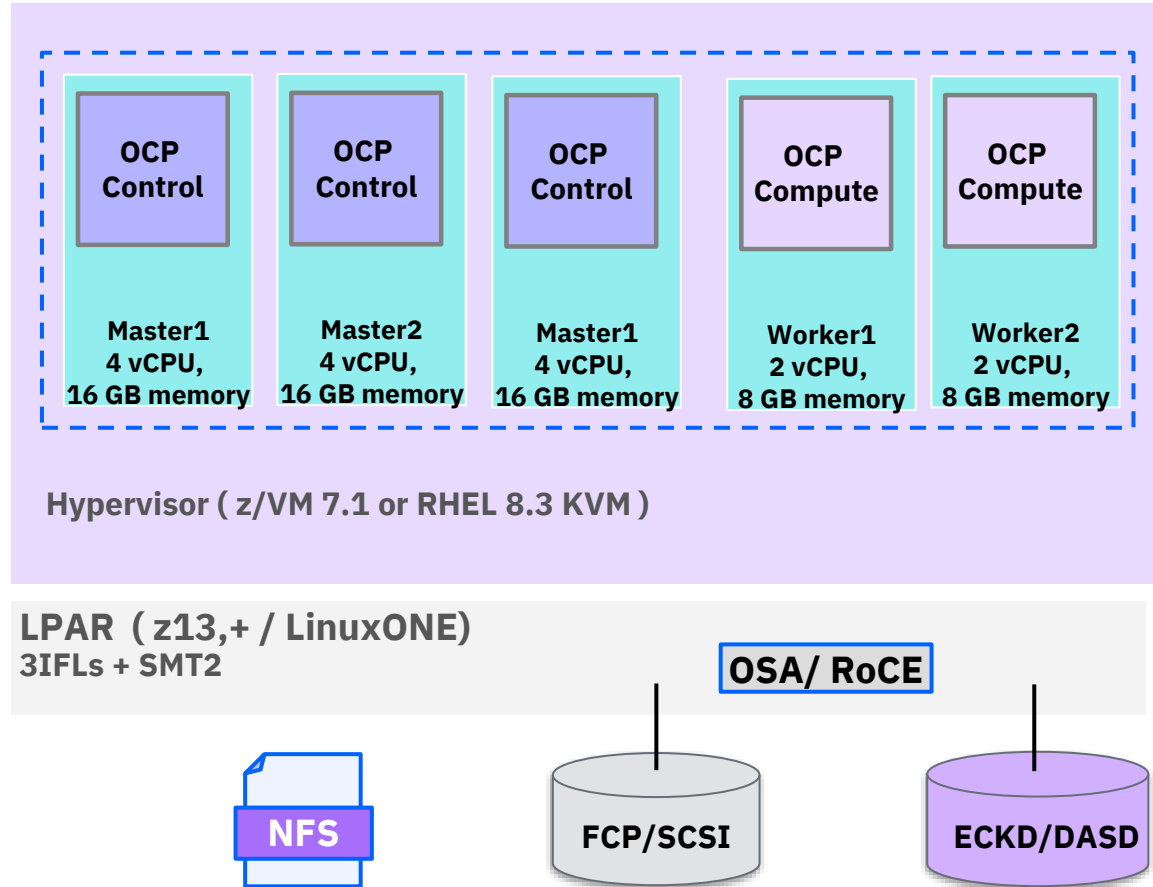 OCP
Control
OCP
Control
OCP
Control
OCP
Compute
OCP
Compute
Master1
4 vCPU,
16 GB memory
Master2
4 vCPU,
16 GB memory
Master1
4 vCPU,
16 GB memory
Worker1
2 vCPU,
8 GB memory
Worker2
2 vCPU,
8 GB memory
Hypervisor ( z/VM 7.1 or RHEL 8.3 KVM )
LPAR ( z13,+ / LinuxONE)
3IFLs + SMT2
OSA/ RoCE
NFS
FCP/SCSI
ECKD/DASD